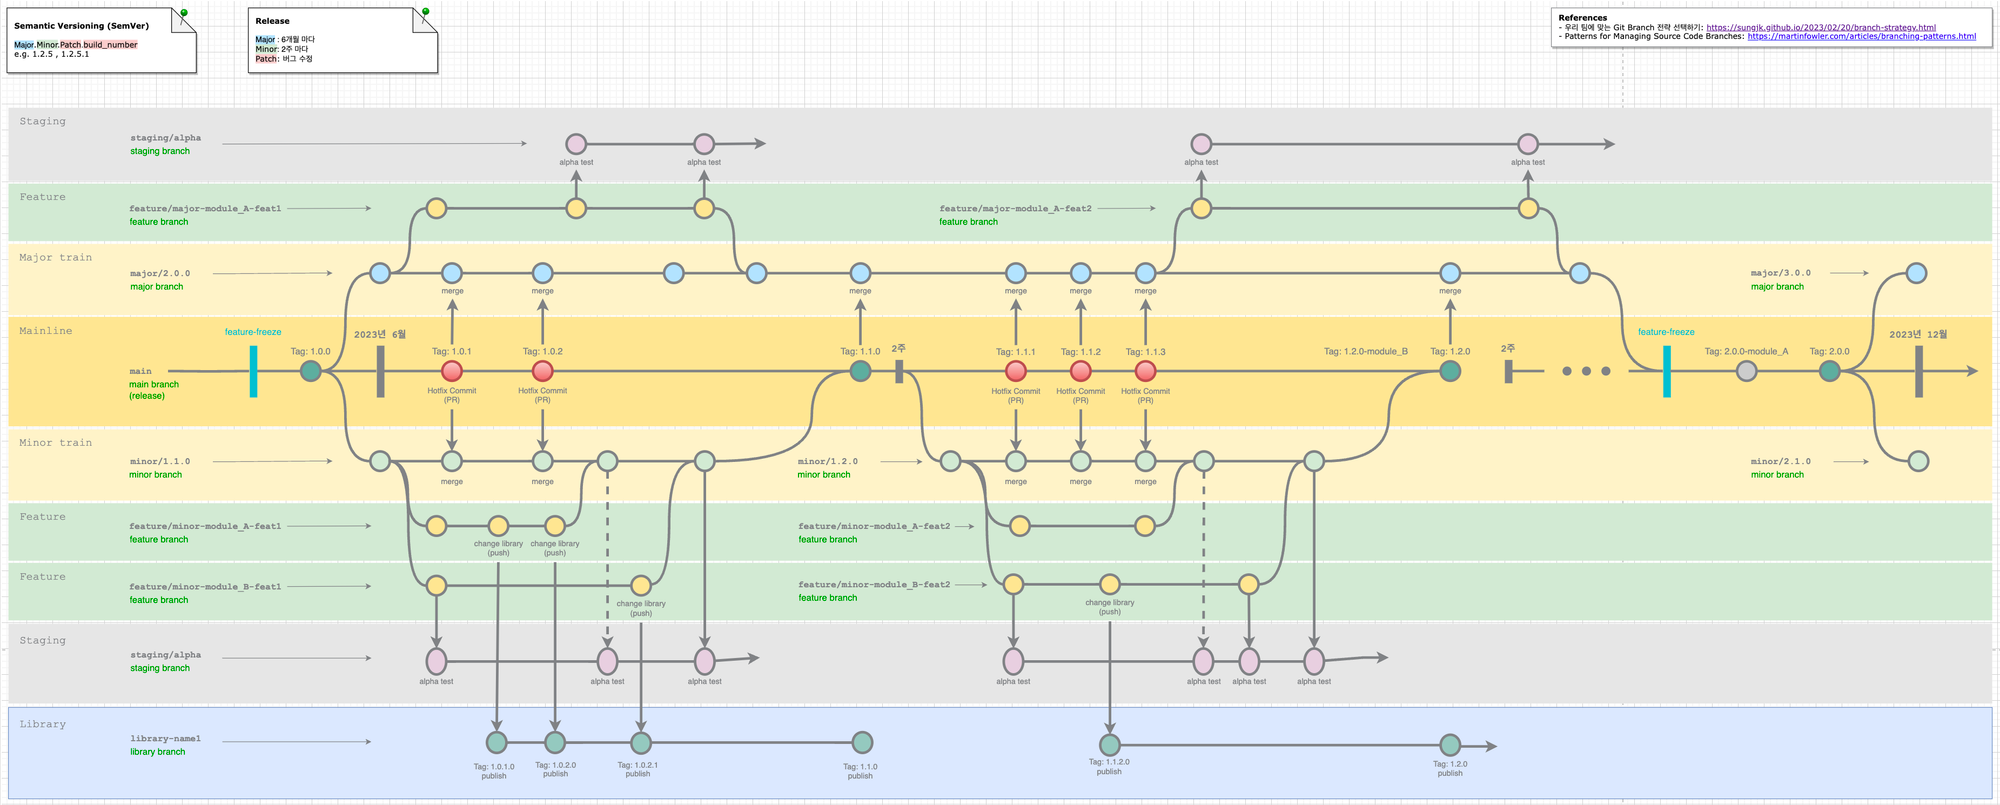 Semantic Versioning (SemVer)
Major.Minor.Patch.build_number
e.g. 1.2.5 , 1.2.5.1
Release
Major : 6개월 마다
Minor: 2주 마다
Patch: 버그 수정
References
- 우리 팀에 맞는 Git Branch 전략 선택하기: https://sungjk.github.io/2023/02/20/branch-strategy.html
- Patterns for Managing Source Code Branches: https://martinfowler.com/articles/branching-patterns.html
Staging
staging/alpha
staging branch
alpha test
alpha test
alpha test
alpha test
Feature
feature/major-module_A-feat1
feature branch
feature/major-module_A-feat2
feature branch
Major train
major/2.0.0
major branch
merge
merge
merge
merge
merge
merge
merge
major/3.0.0
major branch
Mainline
feature-freeze
2023년 6월
feature-freeze
2023년 12월
main
main branch
(release)
Tag: 1.0.0
Tag: 1.0.1
Hotfix Commit
(PR)
Tag: 1.0.2
Hotfix Commit
(PR)
Tag: 1.1.0
2주
Tag: 1.1.1
Hotfix Commit
(PR)
Tag: 1.1.2
Hotfix Commit
(PR)
Tag: 1.1.3
Hotfix Commit
(PR)
Tag: 1.2.0-module_B
Tag: 1.2.0
2주
Tag: 2.0.0-module_A
Tag: 2.0.0
Minor train
minor/1.1.0
minor branch
merge
merge
minor/1.2.0
minor branch
merge
merge
merge
minor/2.1.0
minor branch
Feature
feature/minor-module_A-feat1
feature branch
change library
(push)
change library
(push)
feature/minor-module_A-feat2
feature branch
Feature
feature/minor-module_B-feat1
feature branch
change library
(push)
feature/minor-module_B-feat2
feature branch
change library
(push)
Staging
staging/alpha
staging branch
alpha test
alpha test
alpha test
alpha test
alpha test
alpha test
alpha test
Library
library-name1
library branch
Tag: 1.0.1.0
publish
Tag: 1.0.2.0
publish
Tag: 1.0.2.1
publish
Tag: 1.1.0
publish
Tag: 1.1.2.0
publish
Tag: 1.2.0
publish